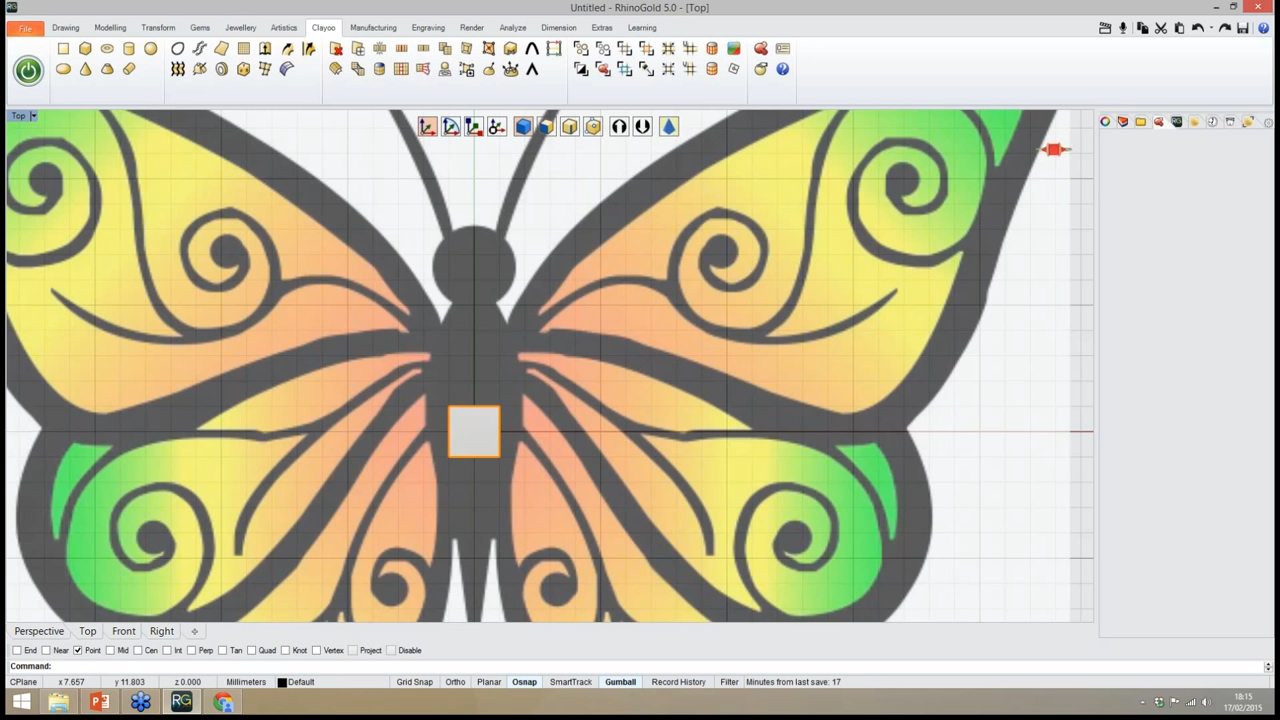 Untitled - RhinoGold 5.0 - [Top]
File Drawing Modelling Transform Gems Jewellery Artistics Clayoo Manufacturing Engraving Render Analyze Dimension Extras Learning
Top
Perspective Top Front Right
End Near Point Mid Cen Int Perp Tan Quad Knot Vertex Project Disable
Command:
CPlane x 7.657 y 11.803 z 0.000 Millimeters Default Grid Snap Ortho Planar Osnap SmartTrack Gumball Record History Filter Minutes from last save: 17
RG
18:15
17/02/2015